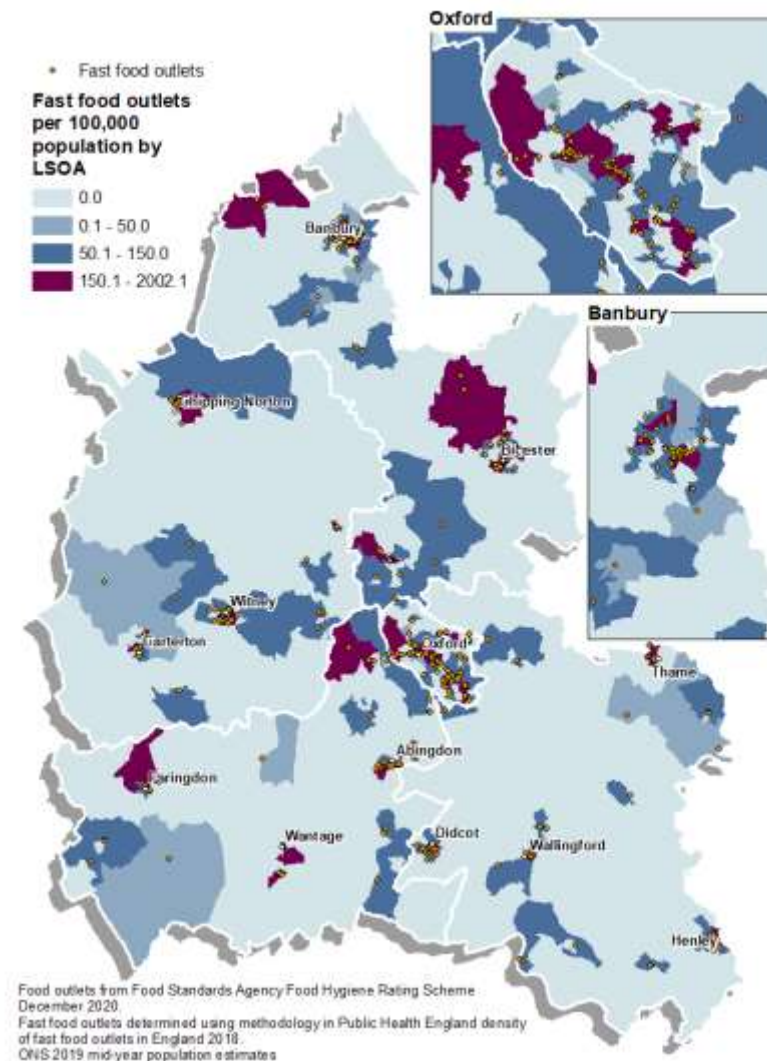 Oxford
Fast food outlets
Fast food outlets
per 100,000
population by
LSOA
0.0
0.1 - 50.0
50.1 - 150.0
150.1 - 2002.1
Banbury
Banbury
Chipping Norton
Bicester
Witney
Carterton
Oxford
Thame
Faringdon
Abingdon
Wantage
Didcot
Wallingford
Henley
Food outlets from Food Standards Agency Food Hygiene Rating Scheme
December 2020.
Fast food outlets determined using methodology in Public Health England density
of fast food outlets in England 2018.
ONS 2019 mid-year population estimates